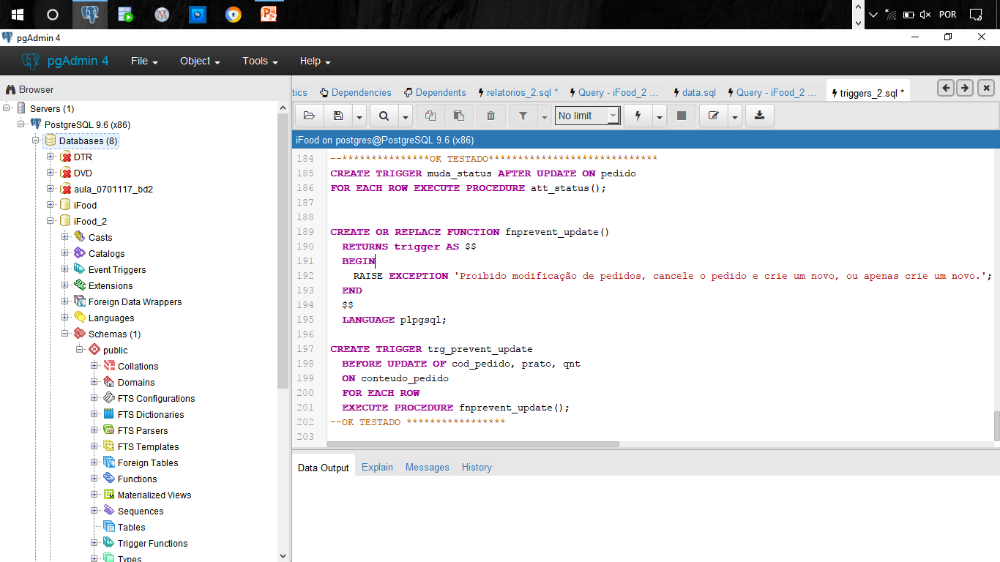 POR
pgAdmin 4
pgAdmin 4
File
Object
Tools
Help
Browser
tics
Dependencies
Dependents
relatorios_2.sql *
Query - iFood_2 ...
data.sql
Query - iFood_2 ...
triggers_2.sql *
No limit
iFood on postgres@PostgreSQL 9.6 (x86)
Servers (1)
PostgreSQL 9.6 (x86)
Databases (8)
DTR
DVD
aula_0701117_bd2
iFood
iFood_2
Casts
Catalogs
Event Triggers
Extensions
Foreign Data Wrappers
Languages
Schemas (1)
public
Collations
Domains
FTS Configurations
FTS Dictionaries
FTS Parsers
FTS Templates
Foreign Tables
Functions
Materialized Views
Sequences
Tables
Trigger Functions
Types
184 --***************OK TESTADO*****************************
185 CREATE TRIGGER muda_status AFTER UPDATE ON pedido
186 FOR EACH ROW EXECUTE PROCEDURE att_status();
187
188
189 CREATE OR REPLACE FUNCTION fnprevent_update()
190 RETURNS trigger AS $$
191 BEGIN
192 RAISE EXCEPTION 'Proibido modificação de pedidos, cancele o pedido e crie um novo, ou apenas crie um novo.';
193 END
194 $$
195 LANGUAGE plpgsql;
196
197 CREATE TRIGGER trg_prevent_update
198 BEFORE UPDATE OF cod_pedido, prato, qnt
199 ON conteudo_pedido
200 FOR EACH ROW
201 EXECUTE PROCEDURE fnprevent_update();
202 --OK TESTADO *****************
203
Data Output
Explain
Messages
History